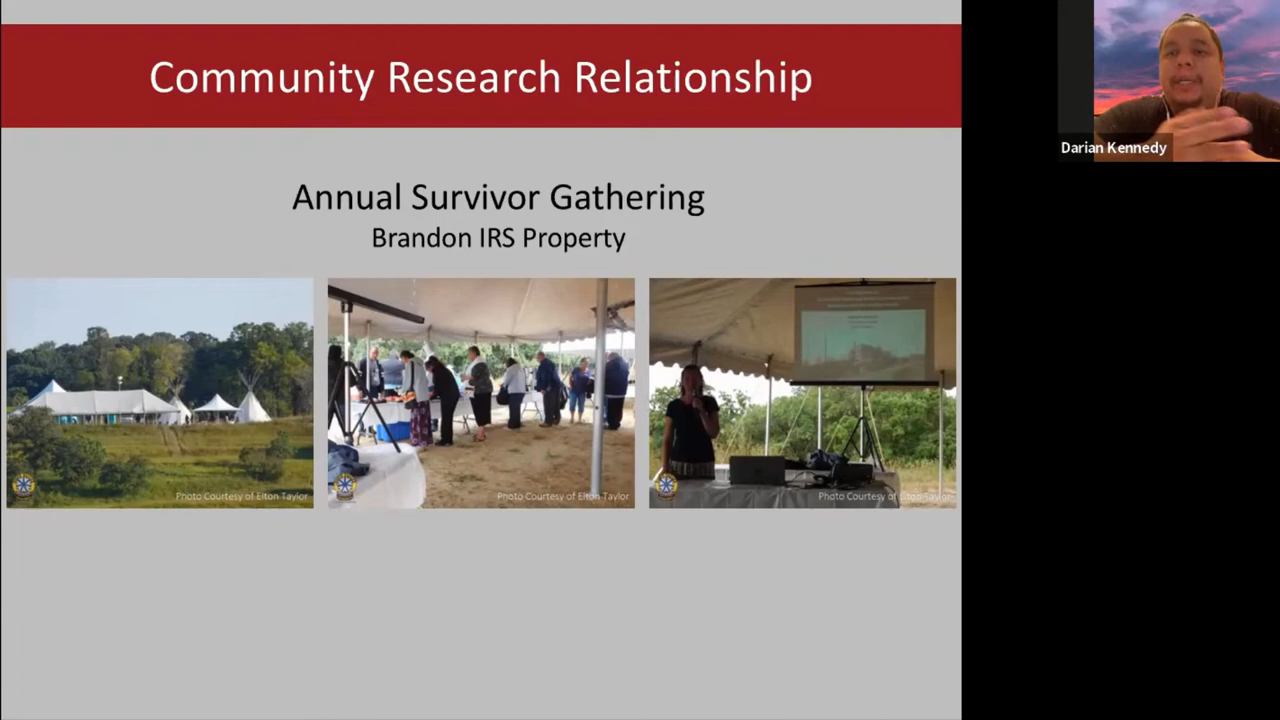 Community Research Relationship
Darian Kennedy
Annual Survivor Gathering
Brandon IRS Property
Photo Courtesy of Elton Taylor
Photo Courtesy of Elton Taylor
Photo Courtesy of Elton Taylor